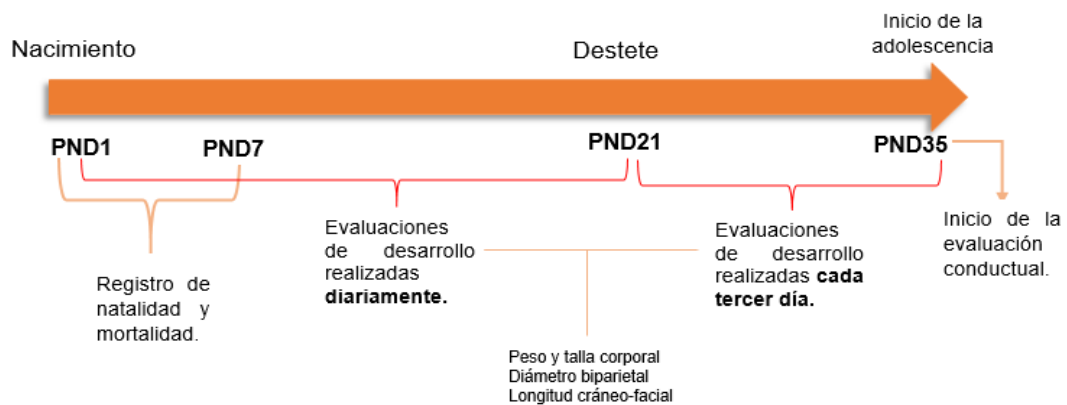 Nacimiento
Destete
Inicio de la
adolescencia
PND1
PND7
PND21
PND35
Registro de
natalidad y
mortalidad.
Evaluaciones
de desarrollo
realizadas
diariamente.
Evaluaciones
de desarrollo
realizadas cada
tercer día.
Inicio de la
evaluación
conductual.
Peso y talla corporal
Diámetro biparietal
Longitud cráneo-facial